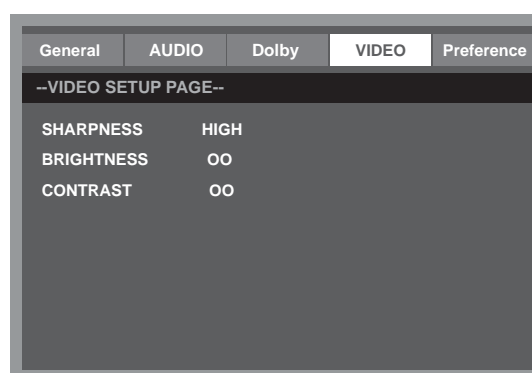 General AUDIO Dolby VIDEO Preference
--VIDEO SETUP PAGE--
SHARPNESS HIGH
BRIGHTNESS OO
CONTRAST OO